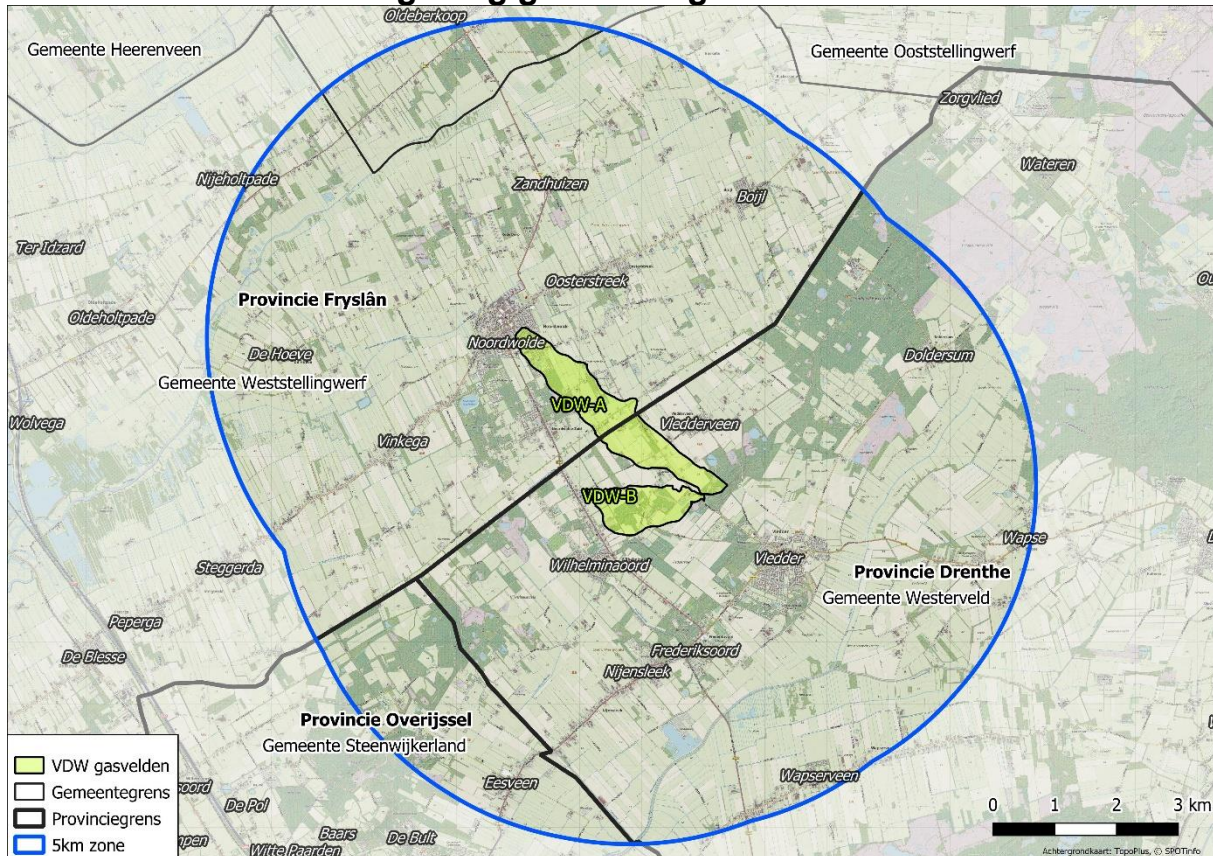 Oldeberkoop
Gemeente Heerenveen
Gemeente Ooststellingwerf
Zorgvlied
Wateren
Nijeholtpade
Zandhuizen
Boijl
Ter Idzard
Oosterstreek
Provincie Fryslân
Oldeholtpade
Noordwolde
De Hoeve
Doldersum
Gemeente Weststellingwerf
VDW-A
Wolvega
Vledderveen
Vinkega
VDW-B
Wapse
Steggerda
Wilhelminaoord
Vledder
Provincie Drenthe
Gemeente Westerveld
Peperga
De Blesse
Frederiksoord
Nijensleek
Provincie Overijssel
Gemeente Steenwijkerland
Eesveen
Wapserveen
De Pol
Baars
De Bult
Witte Paarden
VDW gasvelden
Gemeentegrens
Provinciegrens
5km zone
0 1 2 3 km
Achtergrondkaart: TopoPlus, © SPOTinfo